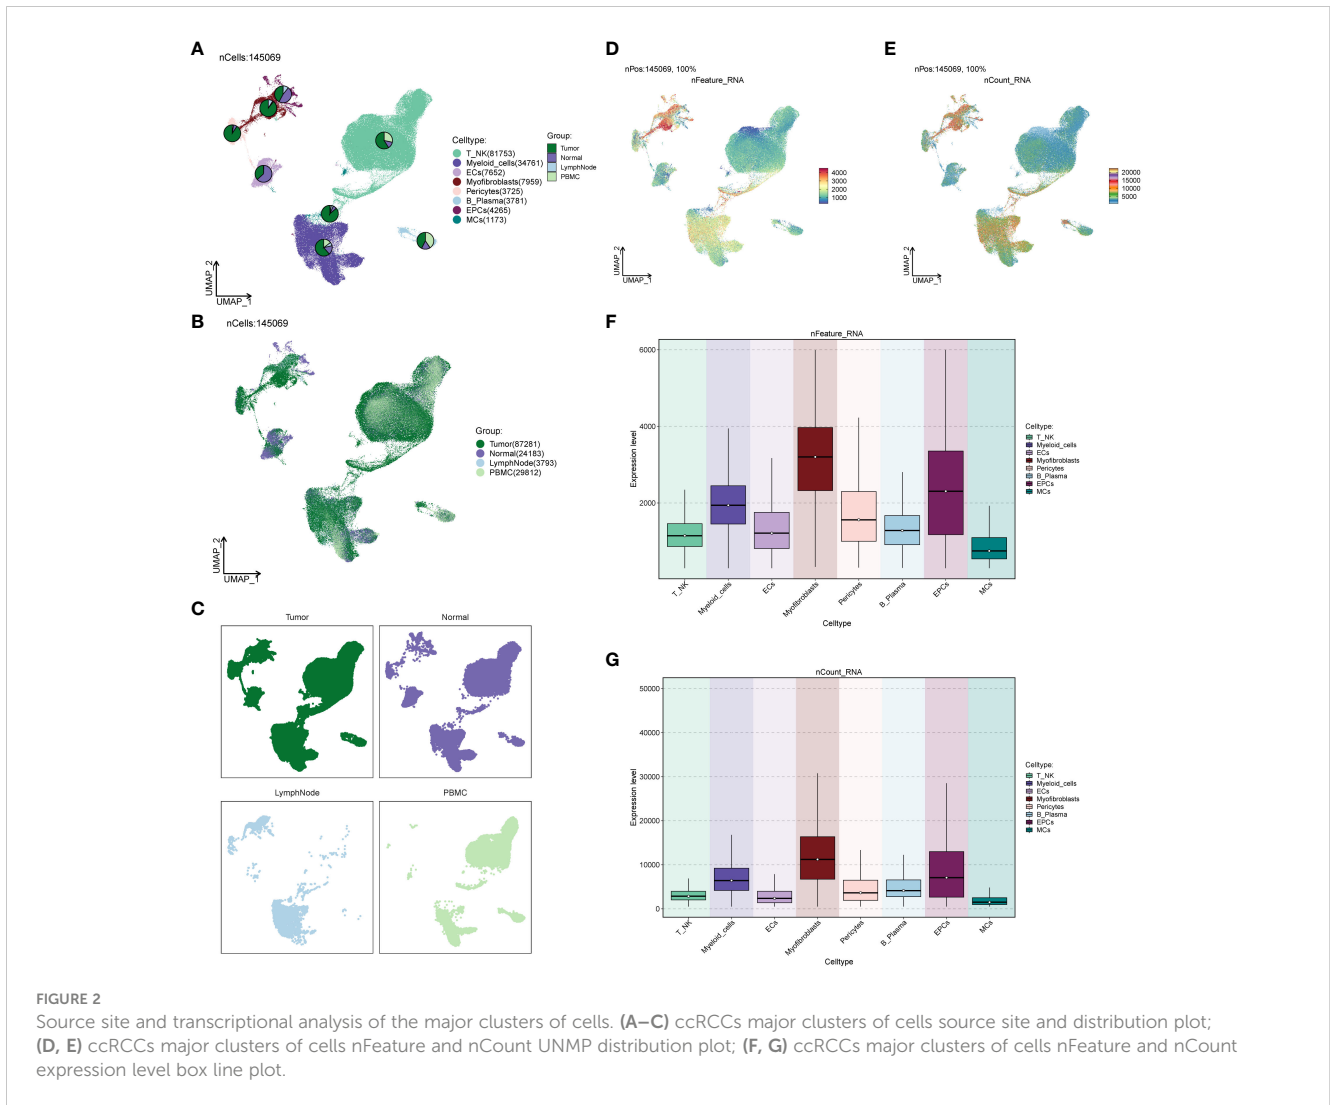 A
nCells:145069
Celltype:
T_NK(81753)
Myeloid_cells(34761)
ECs(7652)
Myofibroblasts(7959)
Pericytes(3725)
B_Plasma(3781)
EPCs(4265)
MCs(1173)
Group:
Tumor
Normal
LymphNode
PBMC
UMAP_2
UMAP_1
D
nPos:145069, 100%
nFeature_RNA
4000
3000
2000
1000
UMAP_2
UMAP_1
E
nPos:145069, 100%
nCount_RNA
20000
15000
10000
5000
UMAP_2
UMAP_1
B
nCells:145069
Group:
Tumor(87281)
Normal(24183)
LymphNode(3793)
PBMC(29812)
UMAP_2
UMAP_1
C
Tumor
Normal
LymphNode
PBMC
F
nFeature_RNA
6000
4000
2000
Expression level
T_NK
Myeloid_cells
ECs
Myofibroblasts
Pericytes
B_Plasma
EPCs
MCs
Celltype
Celltype:
T_NK
Myeloid_cells
ECs
Myofibroblasts
Pericytes
B_Plasma
EPCs
MCs
G
nCount_RNA
50000
40000
30000
20000
10000
0
Expression level
T_NK
Myeloid_cells
ECs
Myofibroblasts
Pericytes
B_Plasma
EPCs
MCs
Celltype
Celltype:
T_NK
Myeloid_cells
ECs
Myofibroblasts
Pericytes
B_Plasma
EPCs
MCs
FIGURE 2
Source site and transcriptional analysis of the major clusters of cells. (A–C) ccRCCs major clusters of cells source site and distribution plot;
(D, E) ccRCCs major clusters of cells nFeature and nCount UNMP distribution plot; (F, G) ccRCCs major clusters of cells nFeature and nCount
expression level box line plot.